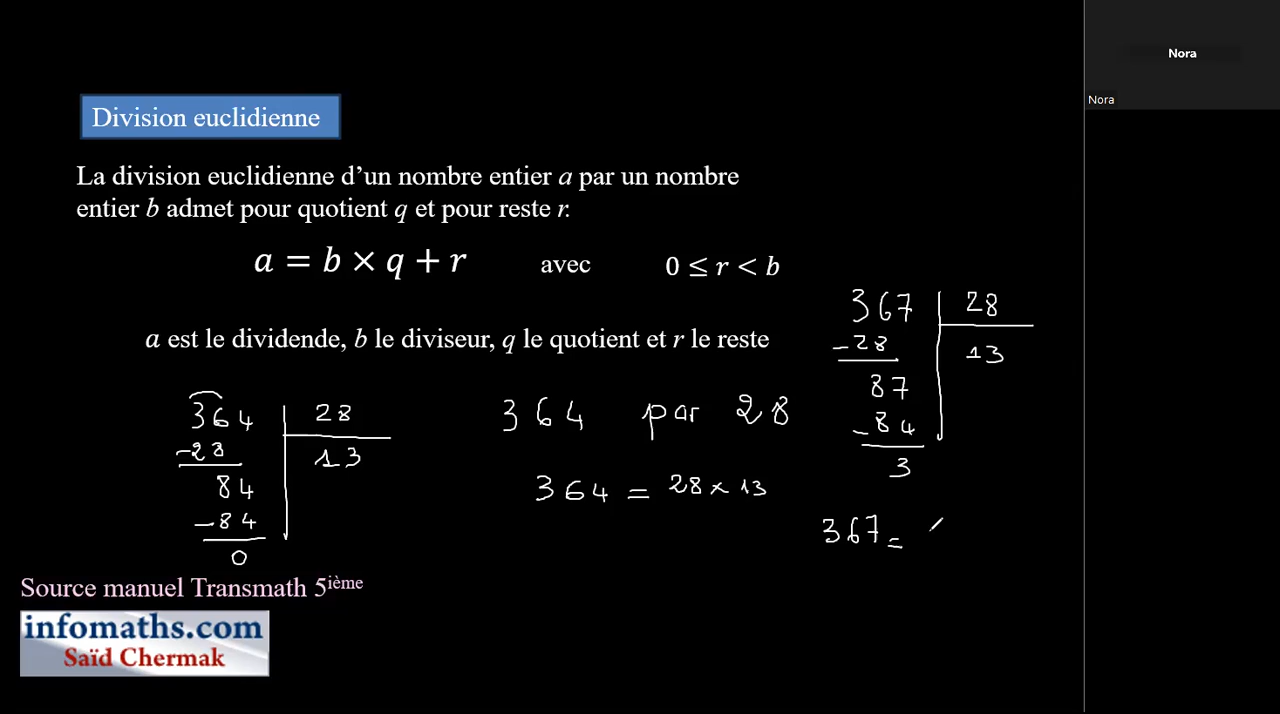 Nora
Nora
Division euclidienne
La division euclidienne d’un nombre entier a par un nombre
entier b admet pour quotient q et pour reste r.
a = b × q + r avec 0 ≤ r < b
a est le dividende, b le diviseur, q le quotient et r le reste
367 28
-28 13
87
-84
3
364 28
-28 13
84
-84
0
364 par 28
364 = 28 × 13
367 =
Source manuel Transmath 5ième
infomaths.com
Saïd Chermak